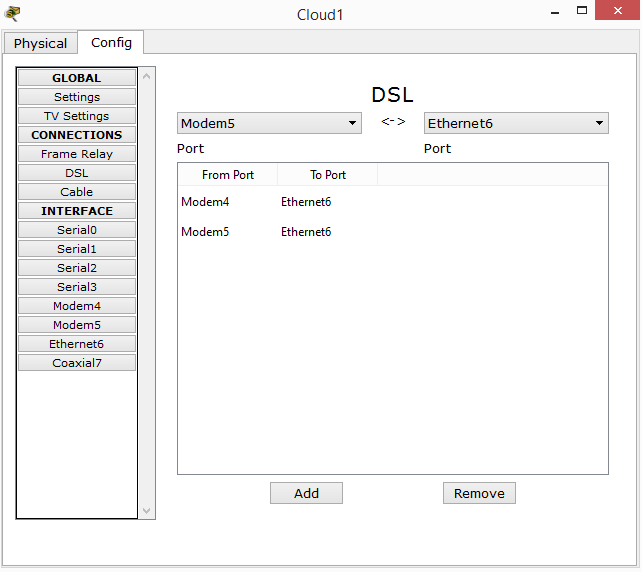 Cloud1
Physical
Config
GLOBAL
Settings
TV Settings
CONNECTIONS
Frame Relay
DSL
Cable
INTERFACE
Serial0
Serial1
Serial2
Serial3
Modem4
Modem5
Ethernet6
Coaxial7
DSL
Modem5 <-> Ethernet6
Port Port
From Port To Port
Modem4 Ethernet6
Modem5 Ethernet6
Add Remove